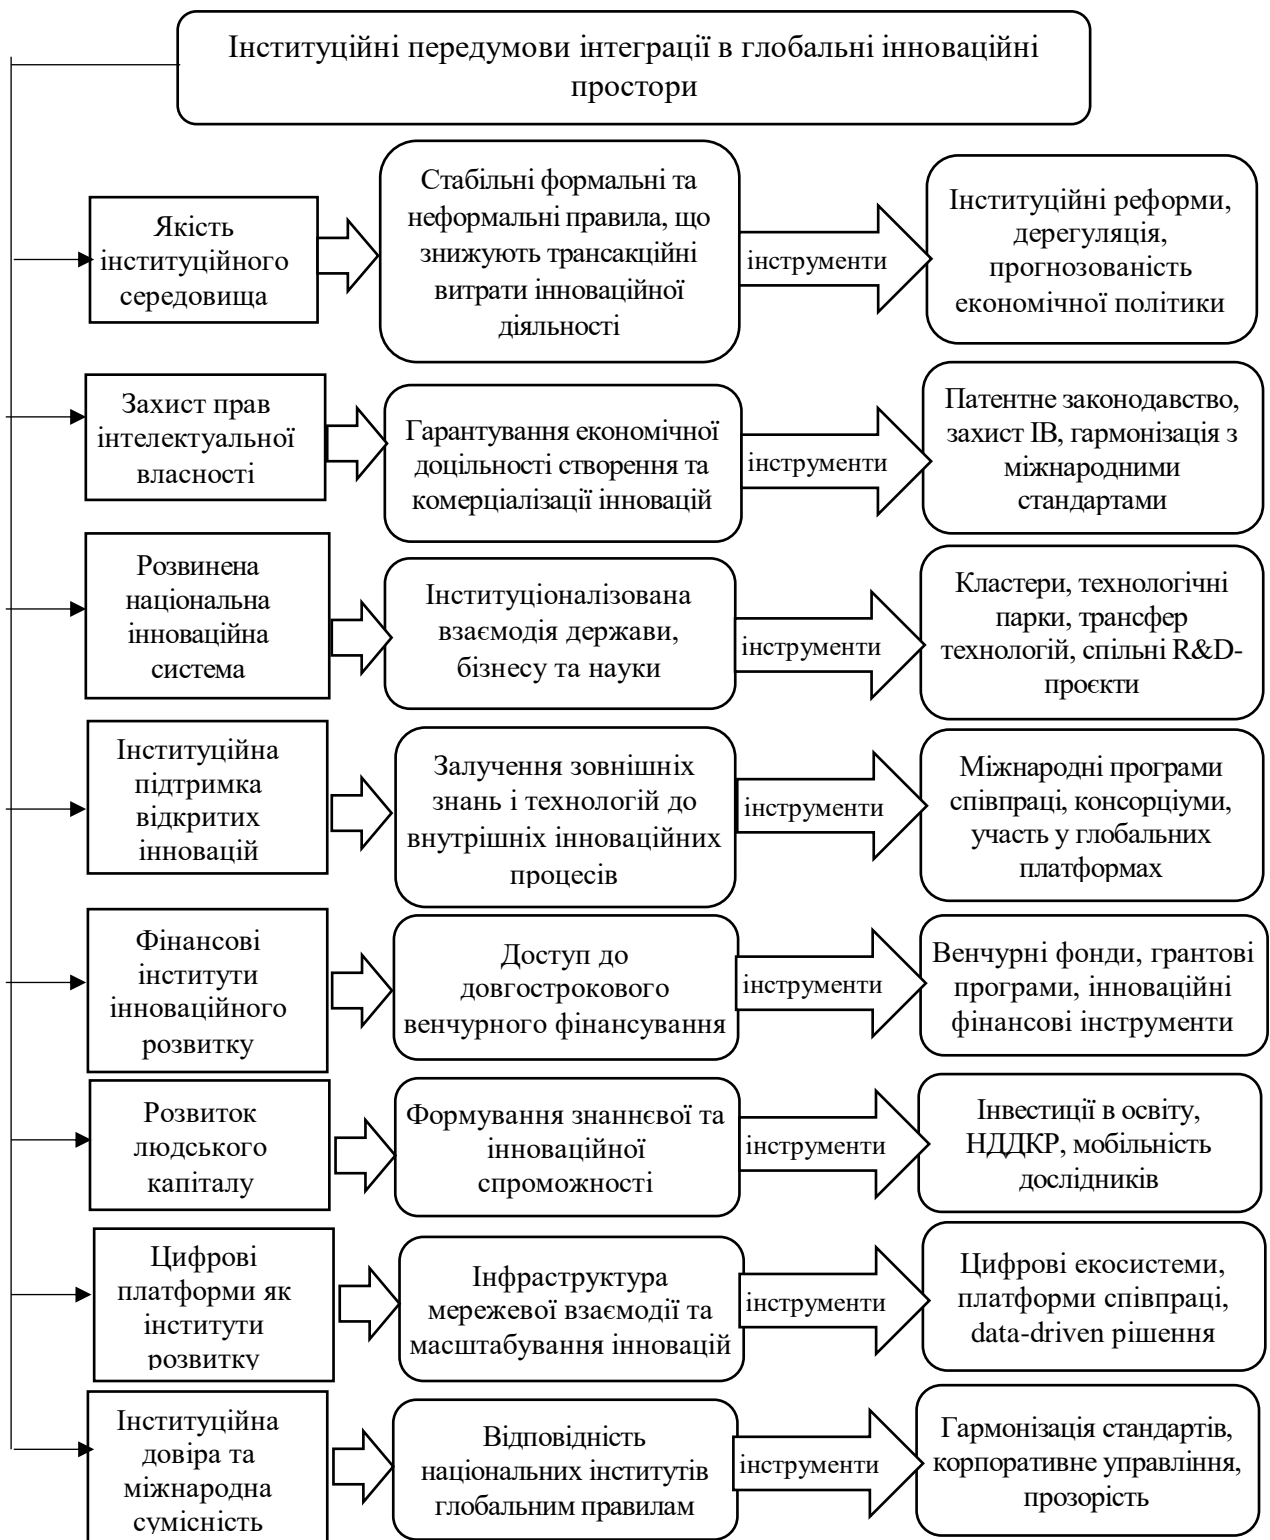 Інституційні передумови інтеграції в глобальні інноваційні
простори
Якість
інституційного
середовища
Стабільні формальні та
неформальні правила, що
знижують трансакційні
витрати інноваційної
діяльності
інструменти
Інституційні реформи,
дерегуляція,
прогнозованість
економічної політики
Захист прав
інтелектуальної
власності
Гарантування економічної
доцільності створення та
комерціалізації інновацій
інструменти
Патентне законодавство,
захист ІВ, гармонізація з
міжнародними
стандартами
Розвинена
національна
інноваційна
система
Інституціоналізована
взаємодія держави,
бізнесу та науки
інструменти
Кластери, технологічні
парки, трансфер
технологій, спільні R&D-
проєкти
Інституційна
підтримка
відкритих
інновацій
Залучення зовнішніх
знань і технологій до
внутрішніх інноваційних
процесів
інструменти
Міжнародні програми
співпраці, консорціуми,
участь у глобальних
платформах
Фінансові
інститути
інноваційного
розвитку
Доступ до
довгострокового
венчурного фінансування
інструменти
Венчурні фонди, грантові
програми, інноваційні
фінансові інструменти
Розвиток
людського
капіталу
Формування знаннєвої та
інноваційної
спроможності
інструменти
Інвестиції в освіту,
НДДКР, мобільність
дослідників
Цифрові
платформи як
інститути
розвитку
Інфраструктура
мережевої взаємодії та
масштабування інновацій
інструменти
Цифрові екосистеми,
платформи співпраці,
data-driven рішення
Інституційна
довіра та
міжнародна
сумісність
Відповідність
національних інститутів
глобальним правилам
інструменти
Гармонізація стандартів,
корпоративне управління,
прозорість